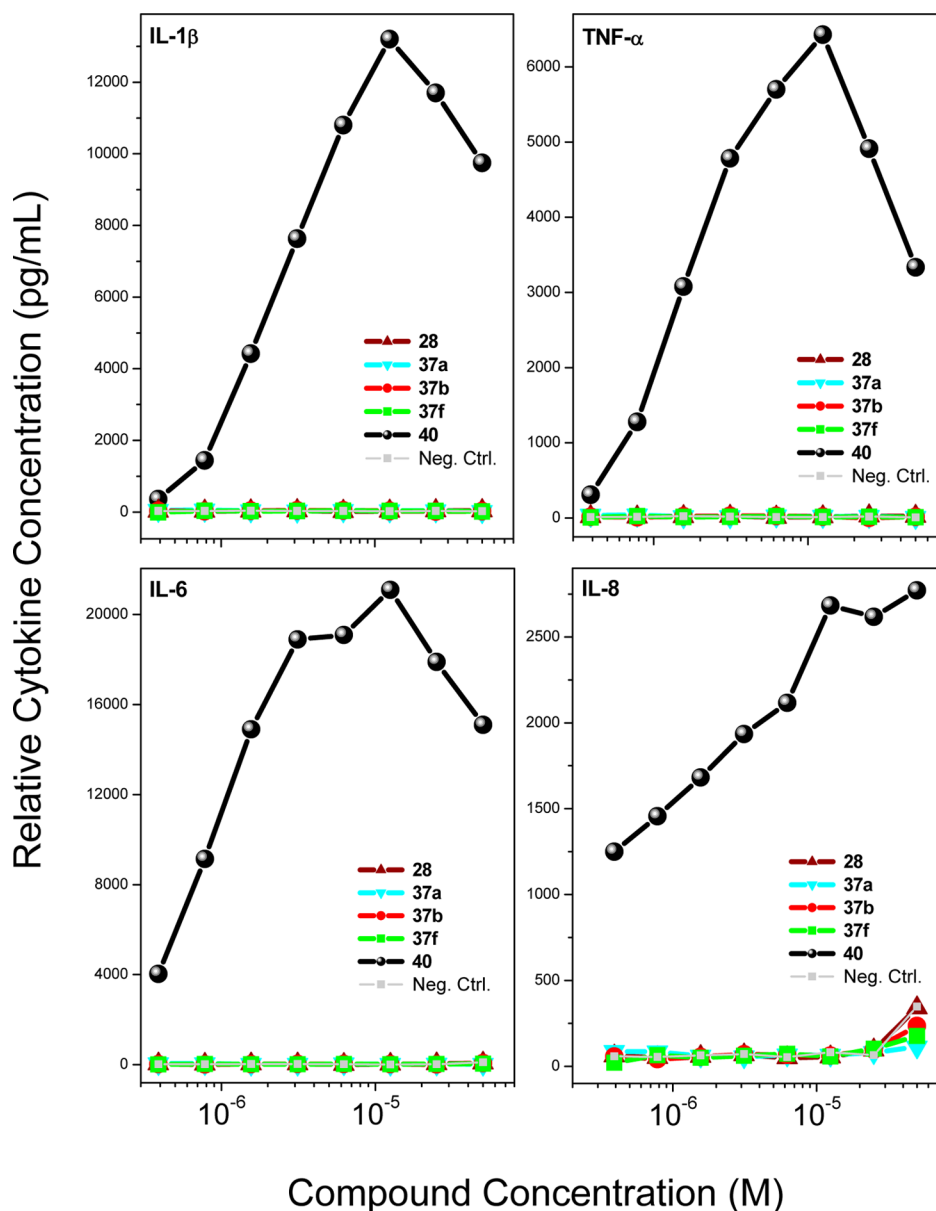 Relative Cytokine Concentration (pg/mL)
IL-1β
12000
10000
8000
6000
4000
2000
0
28
37a
37b
37f
40
Neg. Ctrl.
TNF-α
6000
5000
4000
3000
2000
1000
0
28
37a
37b
37f
40
Neg. Ctrl.
IL-6
20000
16000
12000
8000
4000
0
28
37a
37b
37f
40
Neg. Ctrl.
10⁻⁶
10⁻⁵
IL-8
2500
2000
1500
1000
500
0
28
37a
37b
37f
40
Neg. Ctrl.
10⁻⁶
10⁻⁵
Compound Concentration (M)